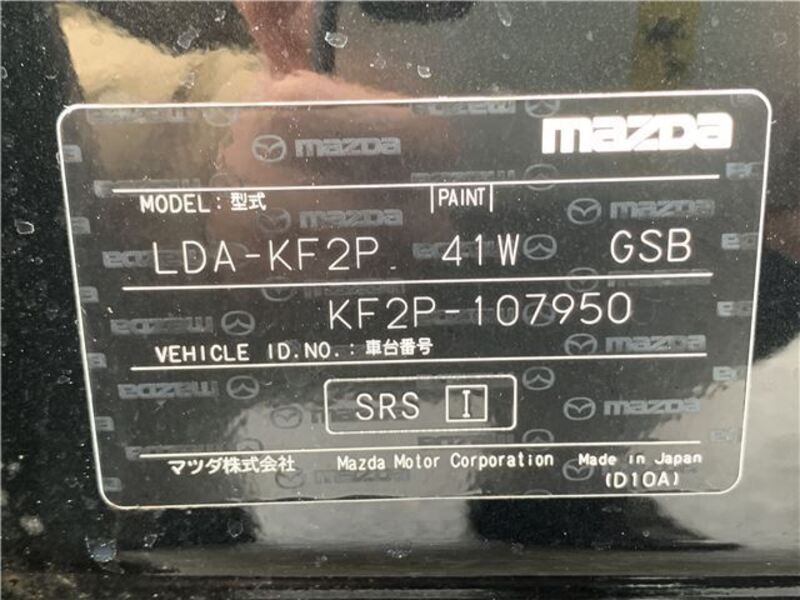 mazda
MODEL: 型式 PAINT
LDA-KF2P 41W GSB
KF2P-107950
VEHICLE ID.NO.: 車台番号
SRS I
マツダ株式会社 Mazda Motor Corporation Made in Japan
(D10A)